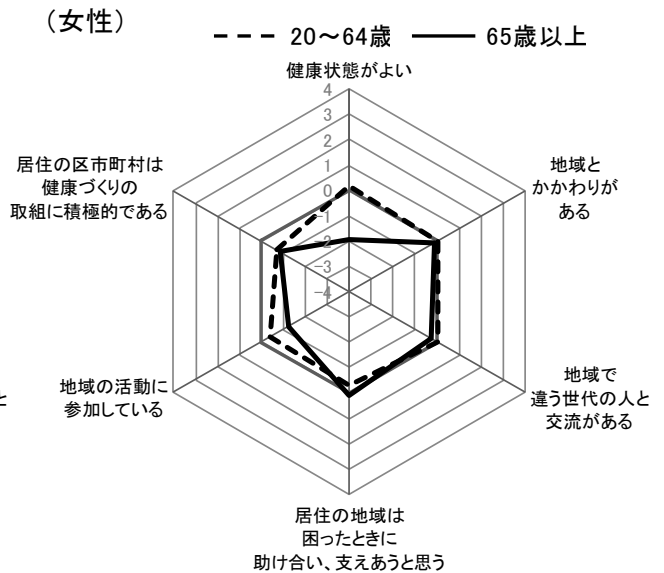 （女性）
20～64歳 65歳以上
健康状態がよい
4
3
2
1
0
-1
-2
-3
-4
地域と
かかわりが
ある
地域で
違う世代の人と
交流がある
居住の地域は
困ったときに
助け合い、支えあうと思う
地域の活動に
参加している
と
居住の区市町村は
健康づくりの
取組に積極的である